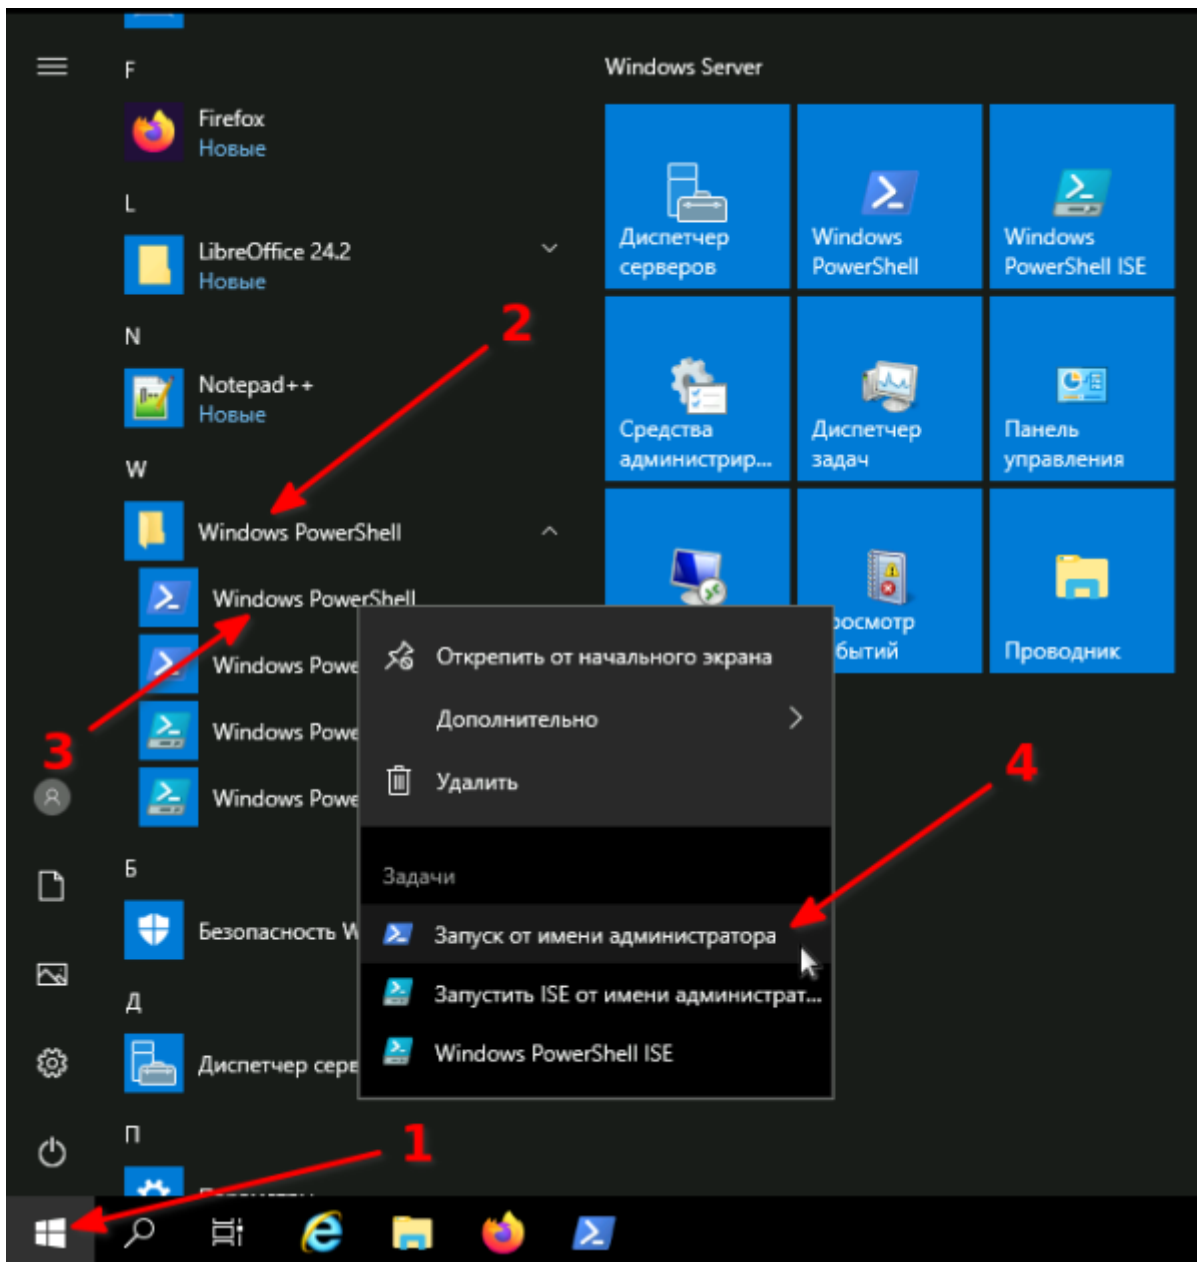 F
Firefox
Новые
L
LibreOffice 24.2
Новые
2
N
Notepad++
Новые
W
Windows PowerShell
Windows PowerShell
Windows Powe
3
Windows Powe
Windows Powe
Б
Безопасность W
Д
Диспетчер серв
П
1
Windows Server
Диспетчер
серверов
Windows
PowerShell
Windows
PowerShell ISE
Средства
администрир...
Диспетчер
задач
Панель
управления
росмотр
бытий
Проводник
Открепить от начального экрана
Дополнительно
Удалить
4
Задачи
Запуск от имени администратора
Запустить ISE от имени администрат...
Windows PowerShell ISE